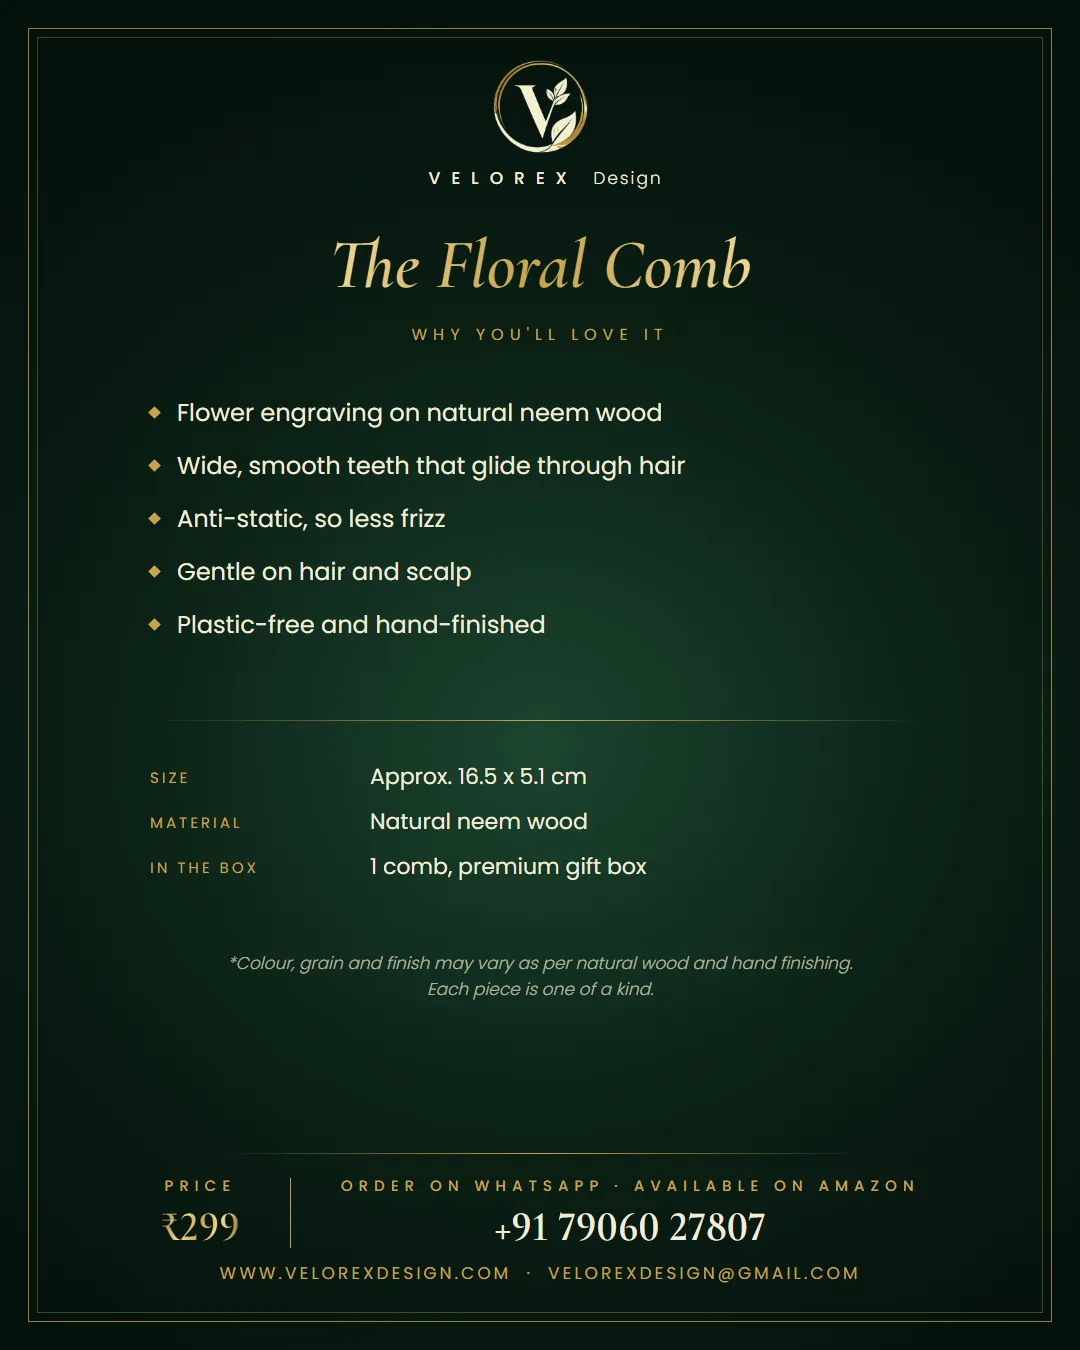 V
VELOREX Design
The Floral Comb
WHY YOU'LL LOVE IT
Flower engraving on natural neem wood
Wide, smooth teeth that glide through hair
Anti-static, so less frizz
Gentle on hair and scalp
Plastic-free and hand-finished
SIZE Approx. 16.5 x 5.1 cm
MATERIAL Natural neem wood
IN THE BOX 1 comb, premium gift box
*Colour, grain and finish may vary as per natural wood and hand finishing.
Each piece is one of a kind.
PRICE
₹299
ORDER ON WHATSAPP · AVAILABLE ON AMAZON
+91 79060 27807
WWW.VELOREXDESIGN.COM · VELOREXDESIGN@GMAIL.COM